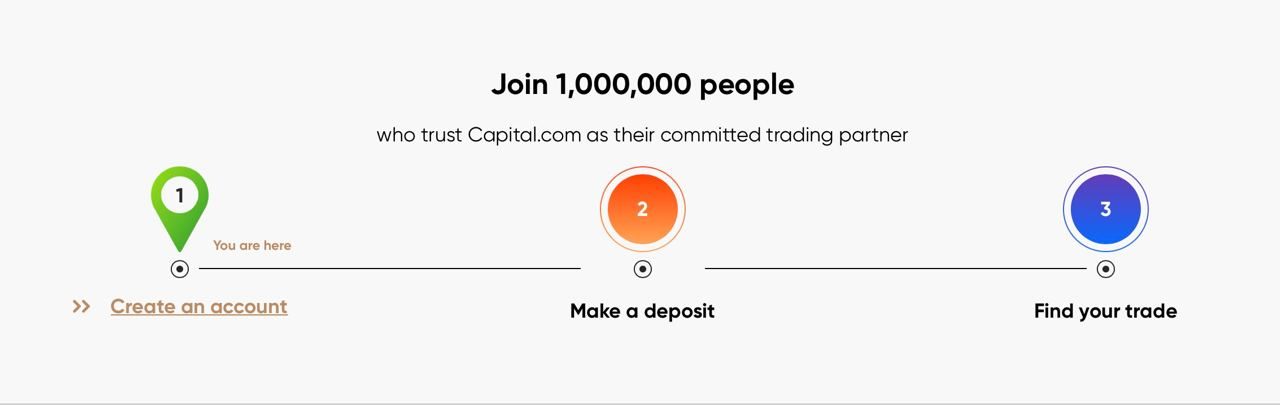 Join 1,000,000 people
who trust Capital.com as their committed trading partner
1
You are here
Create an account
2
Make a deposit
3
Find your trade